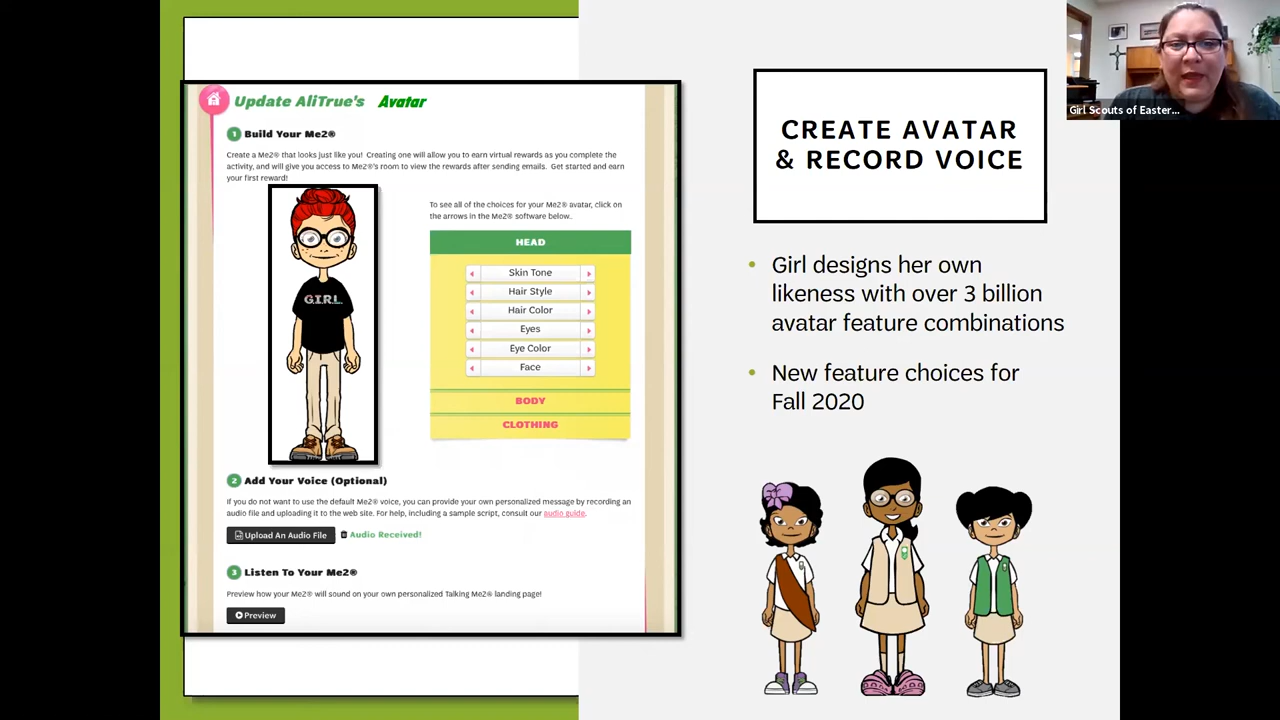 Update AliTrue's Avatar
1 Build Your Me2®
Create a Me2® that looks just like you! Creating one will allow you to earn virtual rewards as you complete the
activity, and will give you access to Me2®'s room to view the rewards after sending emails. Get started and earn
your first reward!
GIRL
To see all of the choices for your Me2® avatar, click on
the arrows in the Me2® software below..
HEAD
Skin Tone
Hair Style
Hair Color
Eyes
Eye Color
Face
BODY
CLOTHING
2 Add Your Voice (Optional)
If you do not want to use the default Me2® voice, you can provide your own personalized message by recording an
audio file and uploading it to the web site. For help, including a sample script, consult our audio guide.
Upload An Audio File Audio Received!
3 Listen To Your Me2®
Preview how your Me2® will sound on your own personalized Talking Me2® landing page!
Preview
CREATE AVATAR
& RECORD VOICE
• Girl designs her own
likeness with over 3 billion
avatar feature combinations
• New feature choices for
Fall 2020
Girl Scouts of Easter...